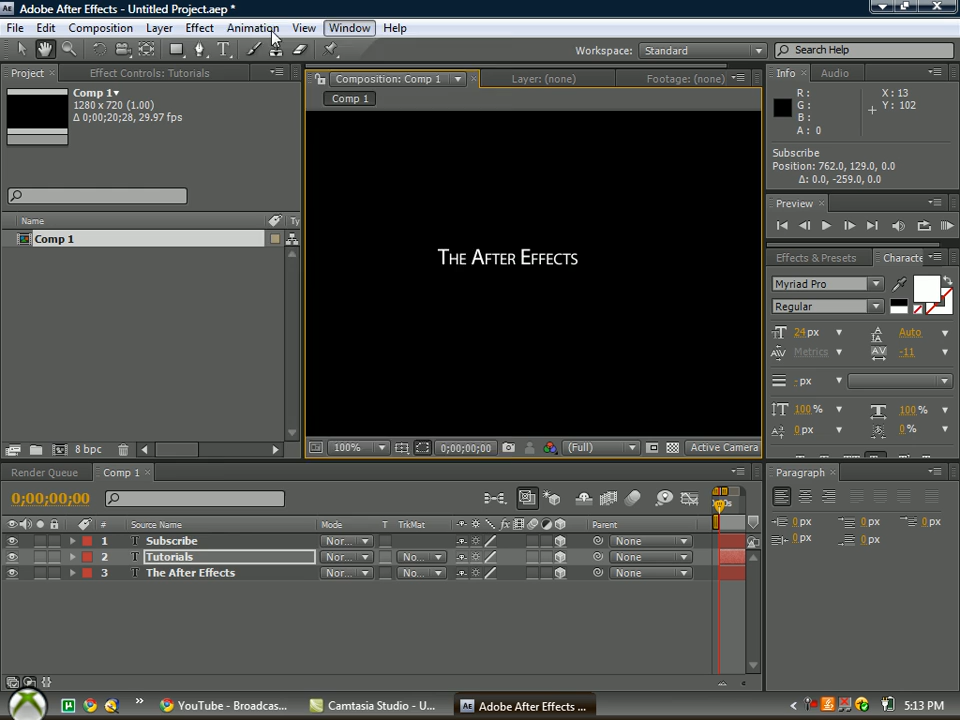 Adobe After Effects - Untitled Project.aep *
File Edit Composition Layer Effect Animation View Window Help
Workspace: Standard Search Help
Project Effect Controls: Tutorials
Composition: Comp 1 Layer: (none) Footage: (none)
Info Audio
Comp 1
1280 x 720 (1.00)
Δ 0;00;20;28, 29.97 fps
Comp 1
R :
G :
B :
A : 0
X : 13
Y : 102
Subscribe
Position: 762.0, 129.0, 0.0
Δ: 0.0, -259.0, 0.0
Preview
Name Ty
Comp 1
The After Effects
Effects & Presets Characte
Myriad Pro
Regular
24 px Auto
Metrics -11
- px
100 % 100 %
0 px 0 %
8 bpc
100% 0;00;00;00 (Full) Active Camera
Render Queue Comp 1
Paragraph
0;00;00;00
# Source Name Mode T TrkMat Parent
1 T Subscribe Nor... None
2 T Tutorials Nor... No... None
3 T The After Effects Nor... No... None
0 px 0 px 0 px
0 px 0 px
YouTube - Broadcas... Camtasia Studio - U... Adobe After Effects ... 5:13 PM